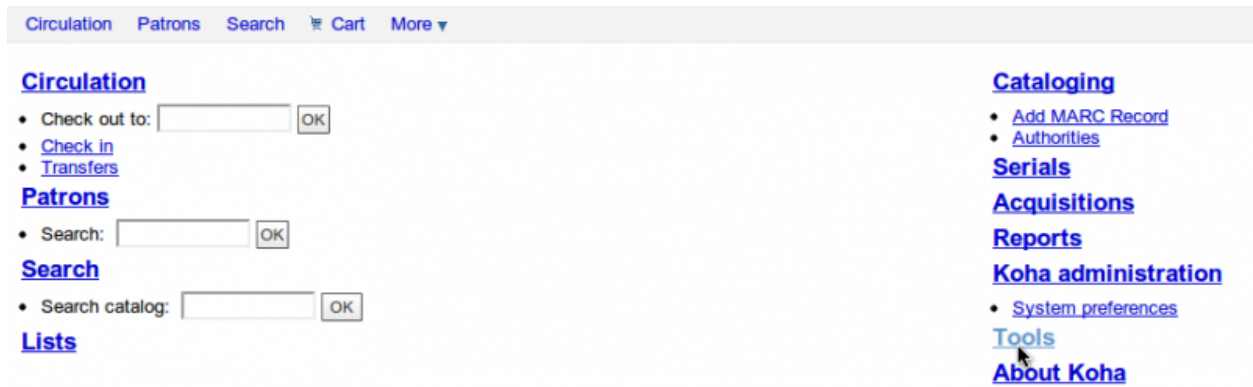 Circulation Patrons Search Cart More ▼
Circulation
• Check out to: OK
• Check in
• Transfers
Patrons
• Search: OK
Search
• Search catalog: OK
Lists
Cataloging
• Add MARC Record
• Authorities
Serials
Acquisitions
Reports
Koha administration
• System preferences
Tools
About Koha